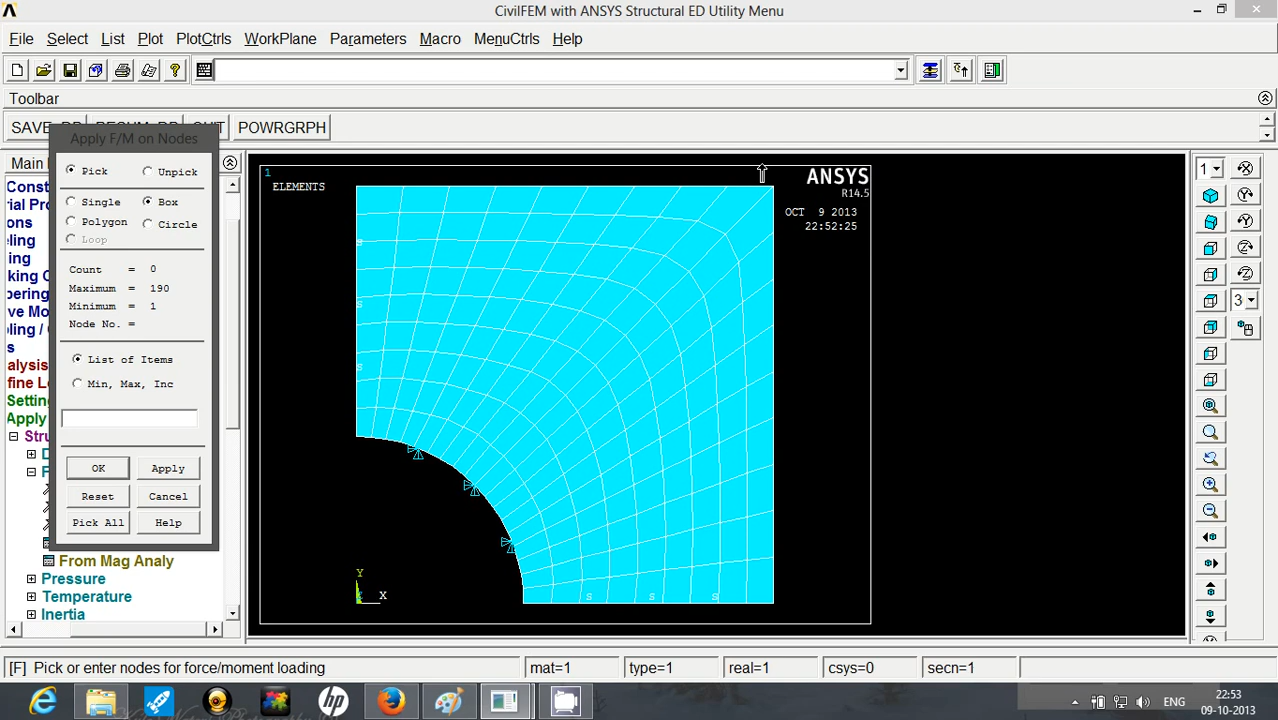 CivilFEM with ANSYS Structural ED Utility Menu
File Select List Plot PlotCtrls WorkPlane Parameters Macro MenuCtrls Help
Toolbar
POWRGRPH
Apply F/M on Nodes
Pick Unpick
Single Box
Polygon Circle
Loop
Count = 0
Maximum = 190
Minimum = 1
Node No. =
List of Items
Min, Max, Inc
OK Apply
Reset Cancel
Pick All Help
From Mag Analy
Pressure
Temperature
Inertia
1
ELEMENTS
ANSYS
R14.5
OCT 9 2013
22:52:25
S
S
S
S S S
Y
X
1
3
[F] Pick or enter nodes for force/moment loading mat=1 type=1 real=1 csys=0 secn=1
ENG
22:53
09-10-2013